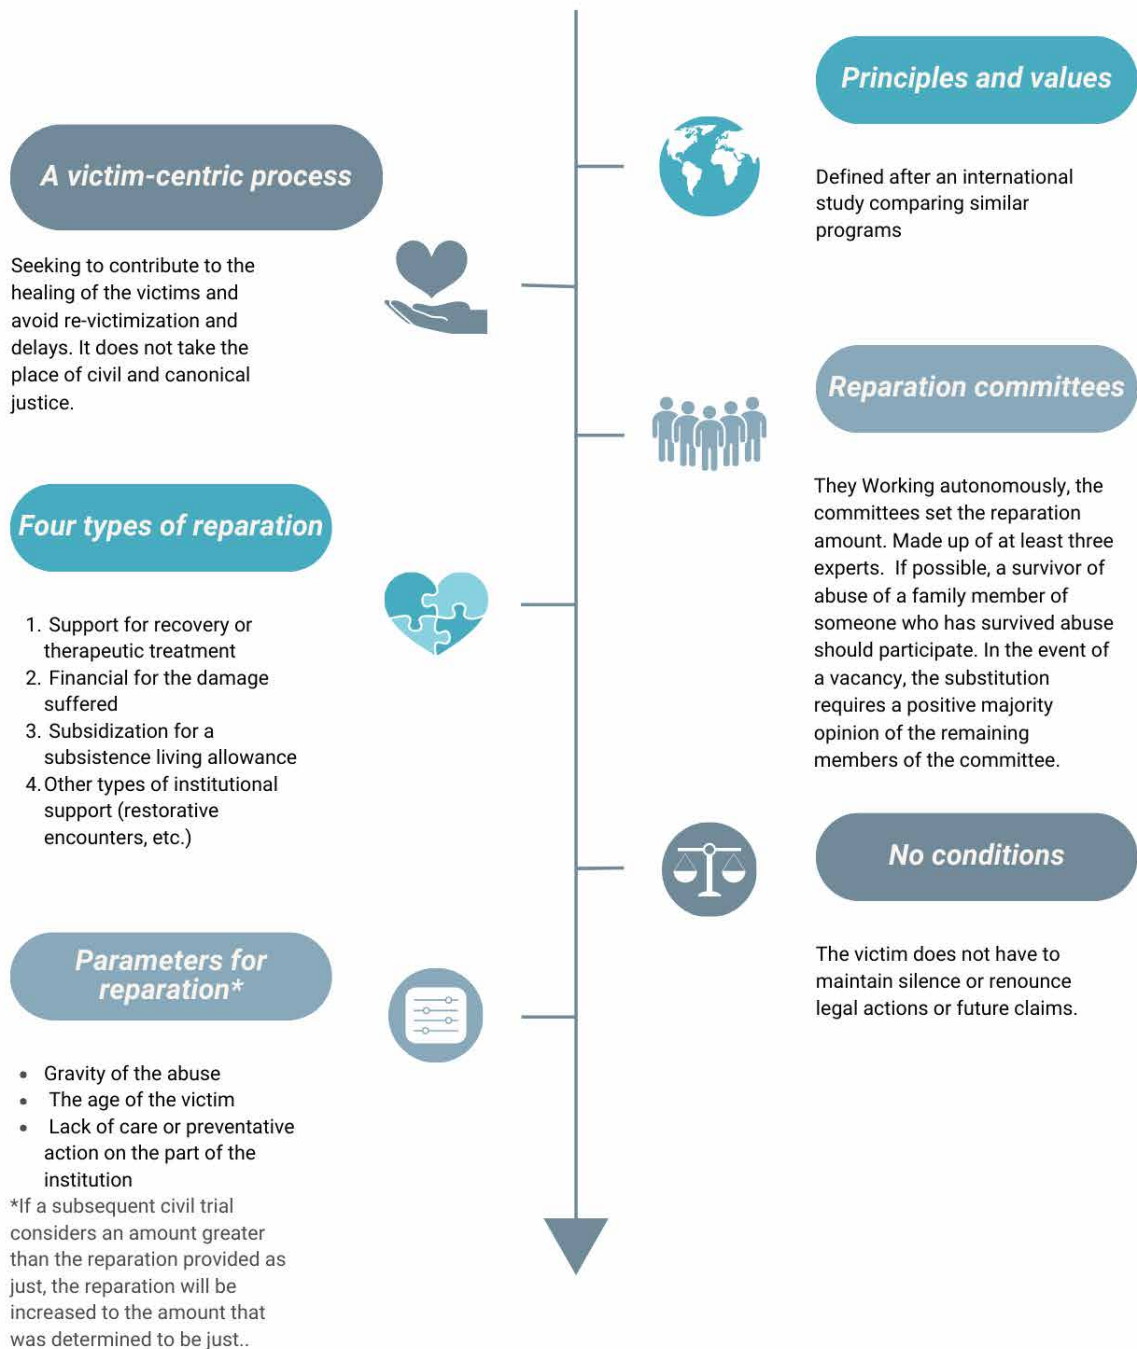 Principles and values
Defined after an international
study comparing similar
programs
A victim-centric process
Seeking to contribute to the
healing of the victims and
avoid re-victimization and
delays. It does not take the
place of civil and canonical
justice.
Reparation committees
They Working autonomously, the
committees set the reparation
amount. Made up of at least three
experts.  If possible, a survivor of
abuse of a family member of
someone who has survived abuse
should participate. In the event of
a vacancy, the substitution
requires a positive majority
opinion of the remaining
members of the committee.
Four types of reparation
1. Support for recovery or
therapeutic treatment
2. Financial for the damage
suffered
3. Subsidization for a
subsistence living allowance
4. Other types of institutional
support (restorative
encounters, etc.)
No conditions
The victim does not have to
maintain silence or renounce
legal actions or future claims.
Parameters for
reparation*
• Gravity of the abuse
• The age of the victim
• Lack of care or preventative
action on the part of the
institution
*If a subsequent civil trial
considers an amount greater
than the reparation provided as
just, the reparation will be
increased to the amount that
was determined to be just..